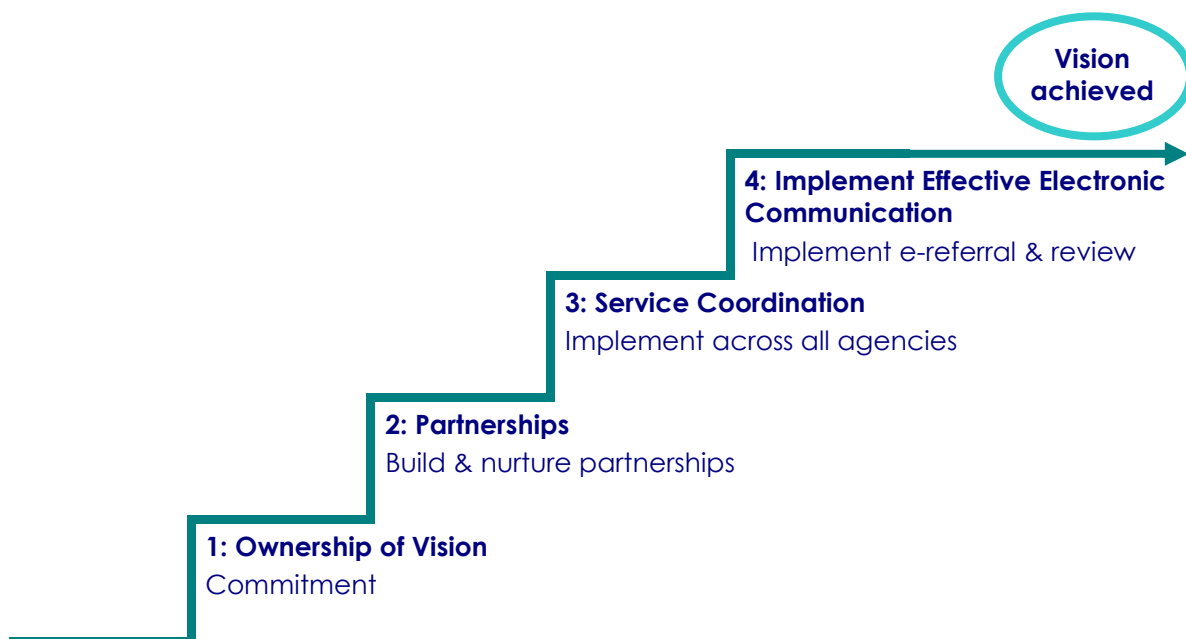 Vision
achieved
4: Implement Effective Electronic
Communication
Implement e-referral & review
3: Service Coordination
Implement across all agencies
2: Partnerships
Build & nurture partnerships
1: Ownership of Vision
Commitment